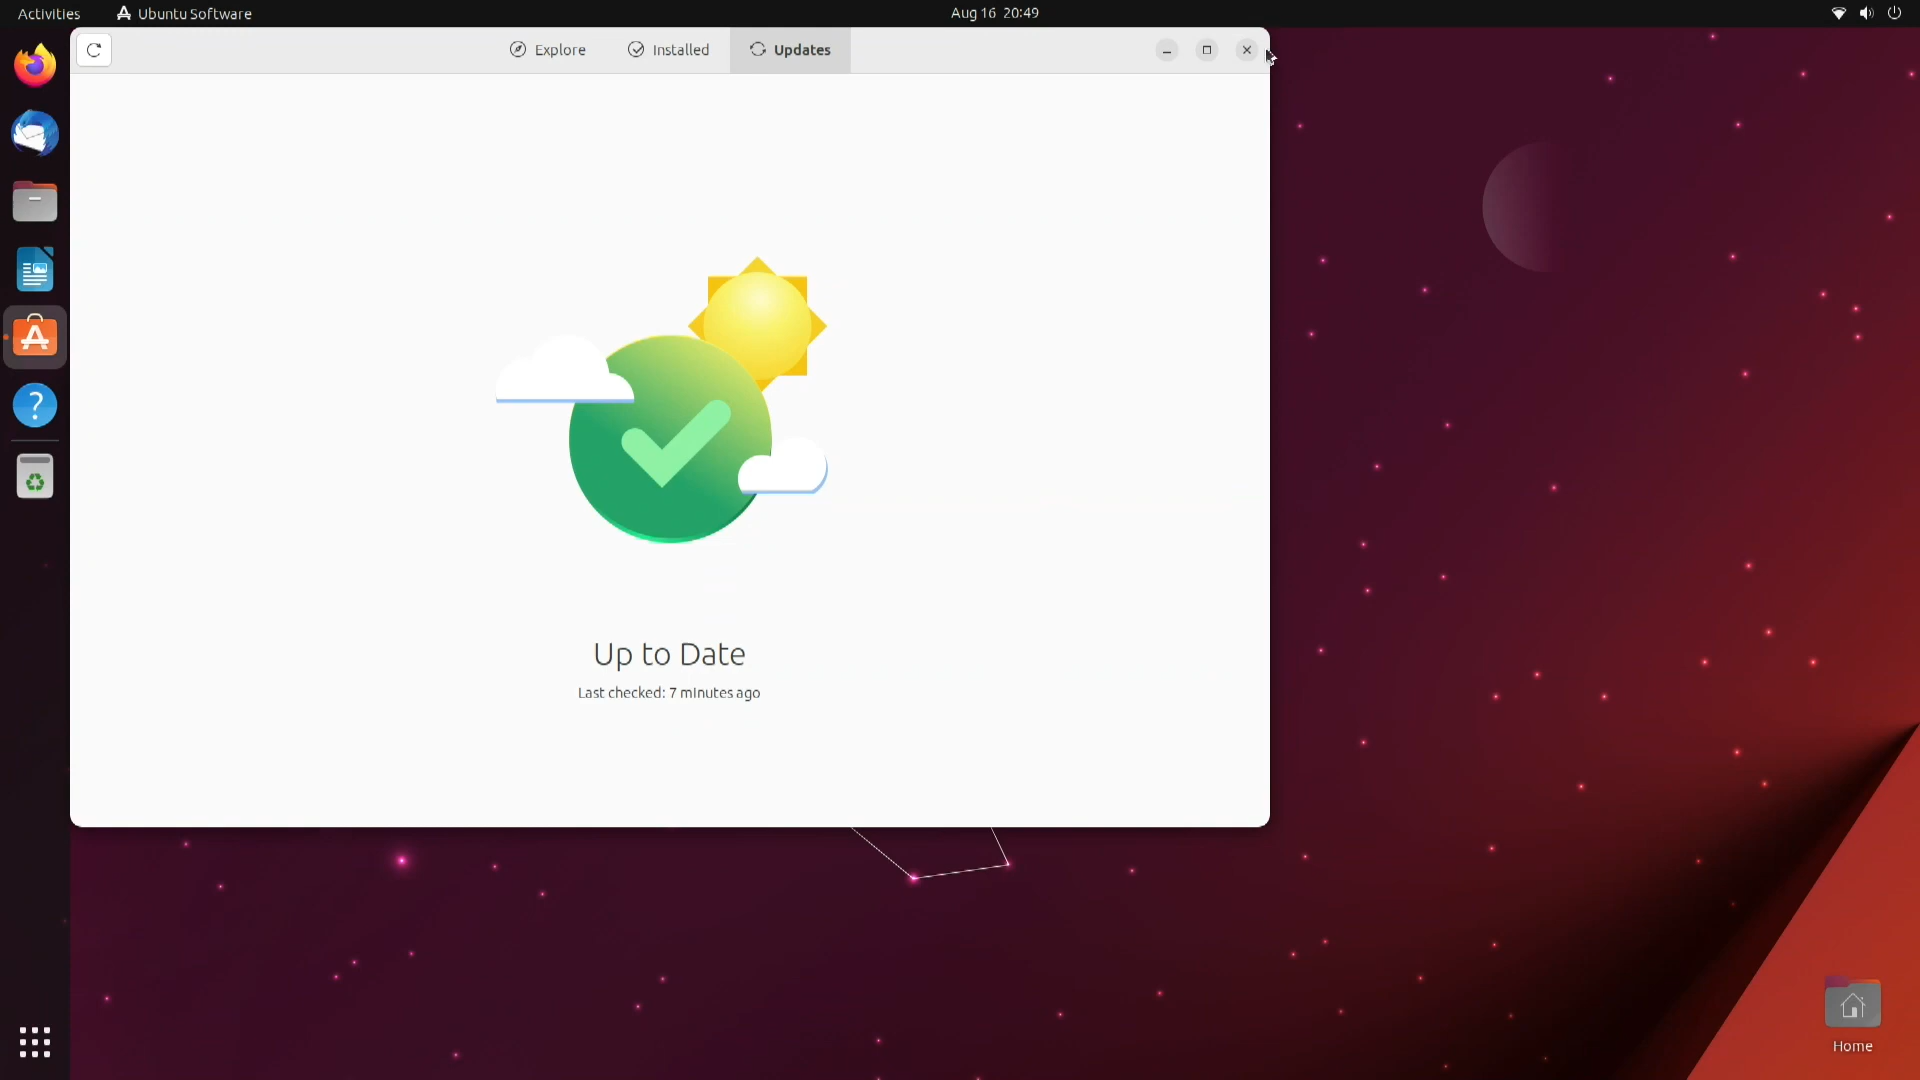 Activities
Ubuntu Software
Aug 16 20:49
Explore
Installed
Updates
Up to Date
Last checked: 7 minutes ago
Home